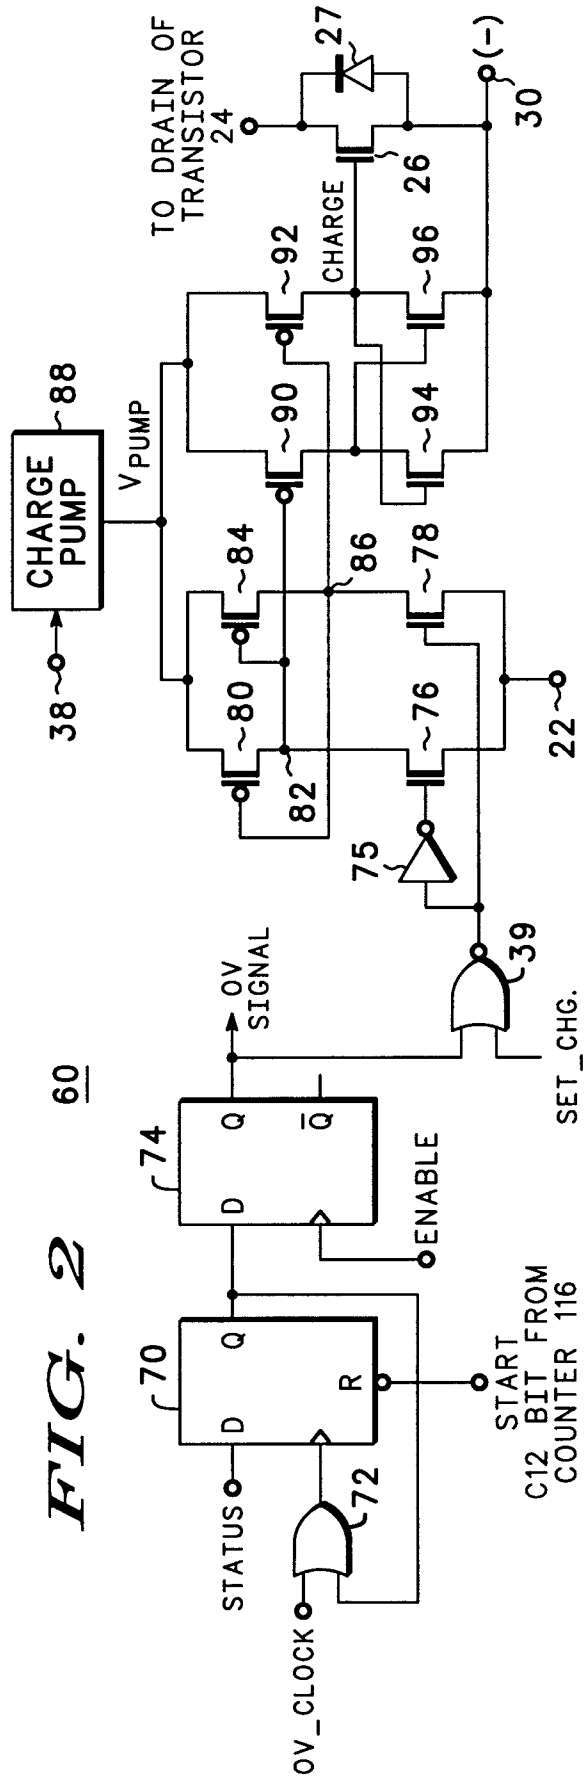 FIG. 2
60
OV_CLOCK
72
STATUS
70
D
Q
R
START
C12 BIT FROM
COUNTER 116
74
D
Q
Q̅
ENABLE
OV
SIGNAL
SET_CHG.
39
75
76
78
22
80
82
84
86
38
CHARGE
PUMP
88
VPUMP
90
92
94
96
CHARGE
TO DRAIN OF
TRANSISTOR
24
26
27
30
(-)